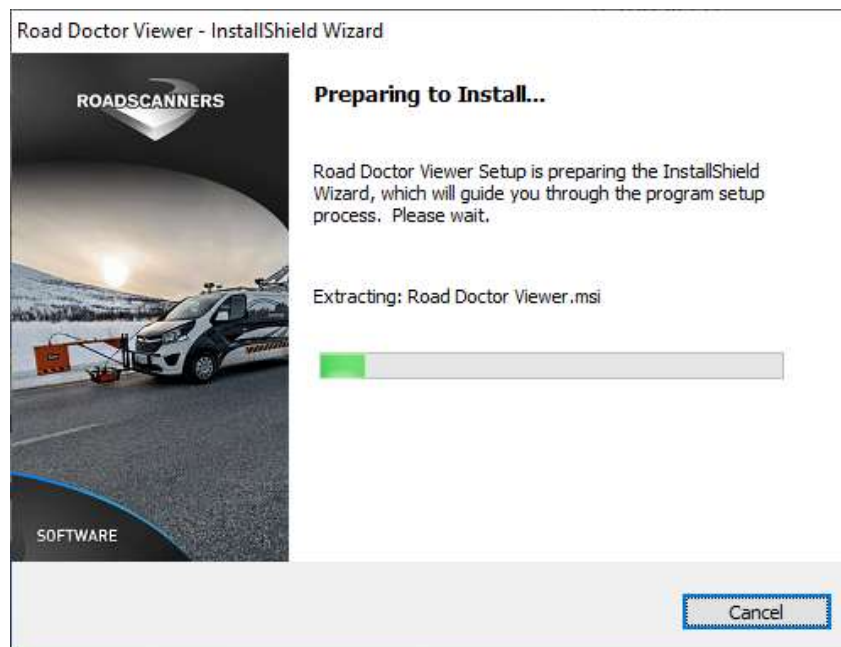 Road Doctor Viewer - InstallShield Wizard
ROADSCANNERS
Preparing to Install...
Road Doctor Viewer Setup is preparing the InstallShield
Wizard, which will guide you through the program setup
process. Please wait.
Extracting: Road Doctor Viewer.msi
SOFTWARE
Cancel